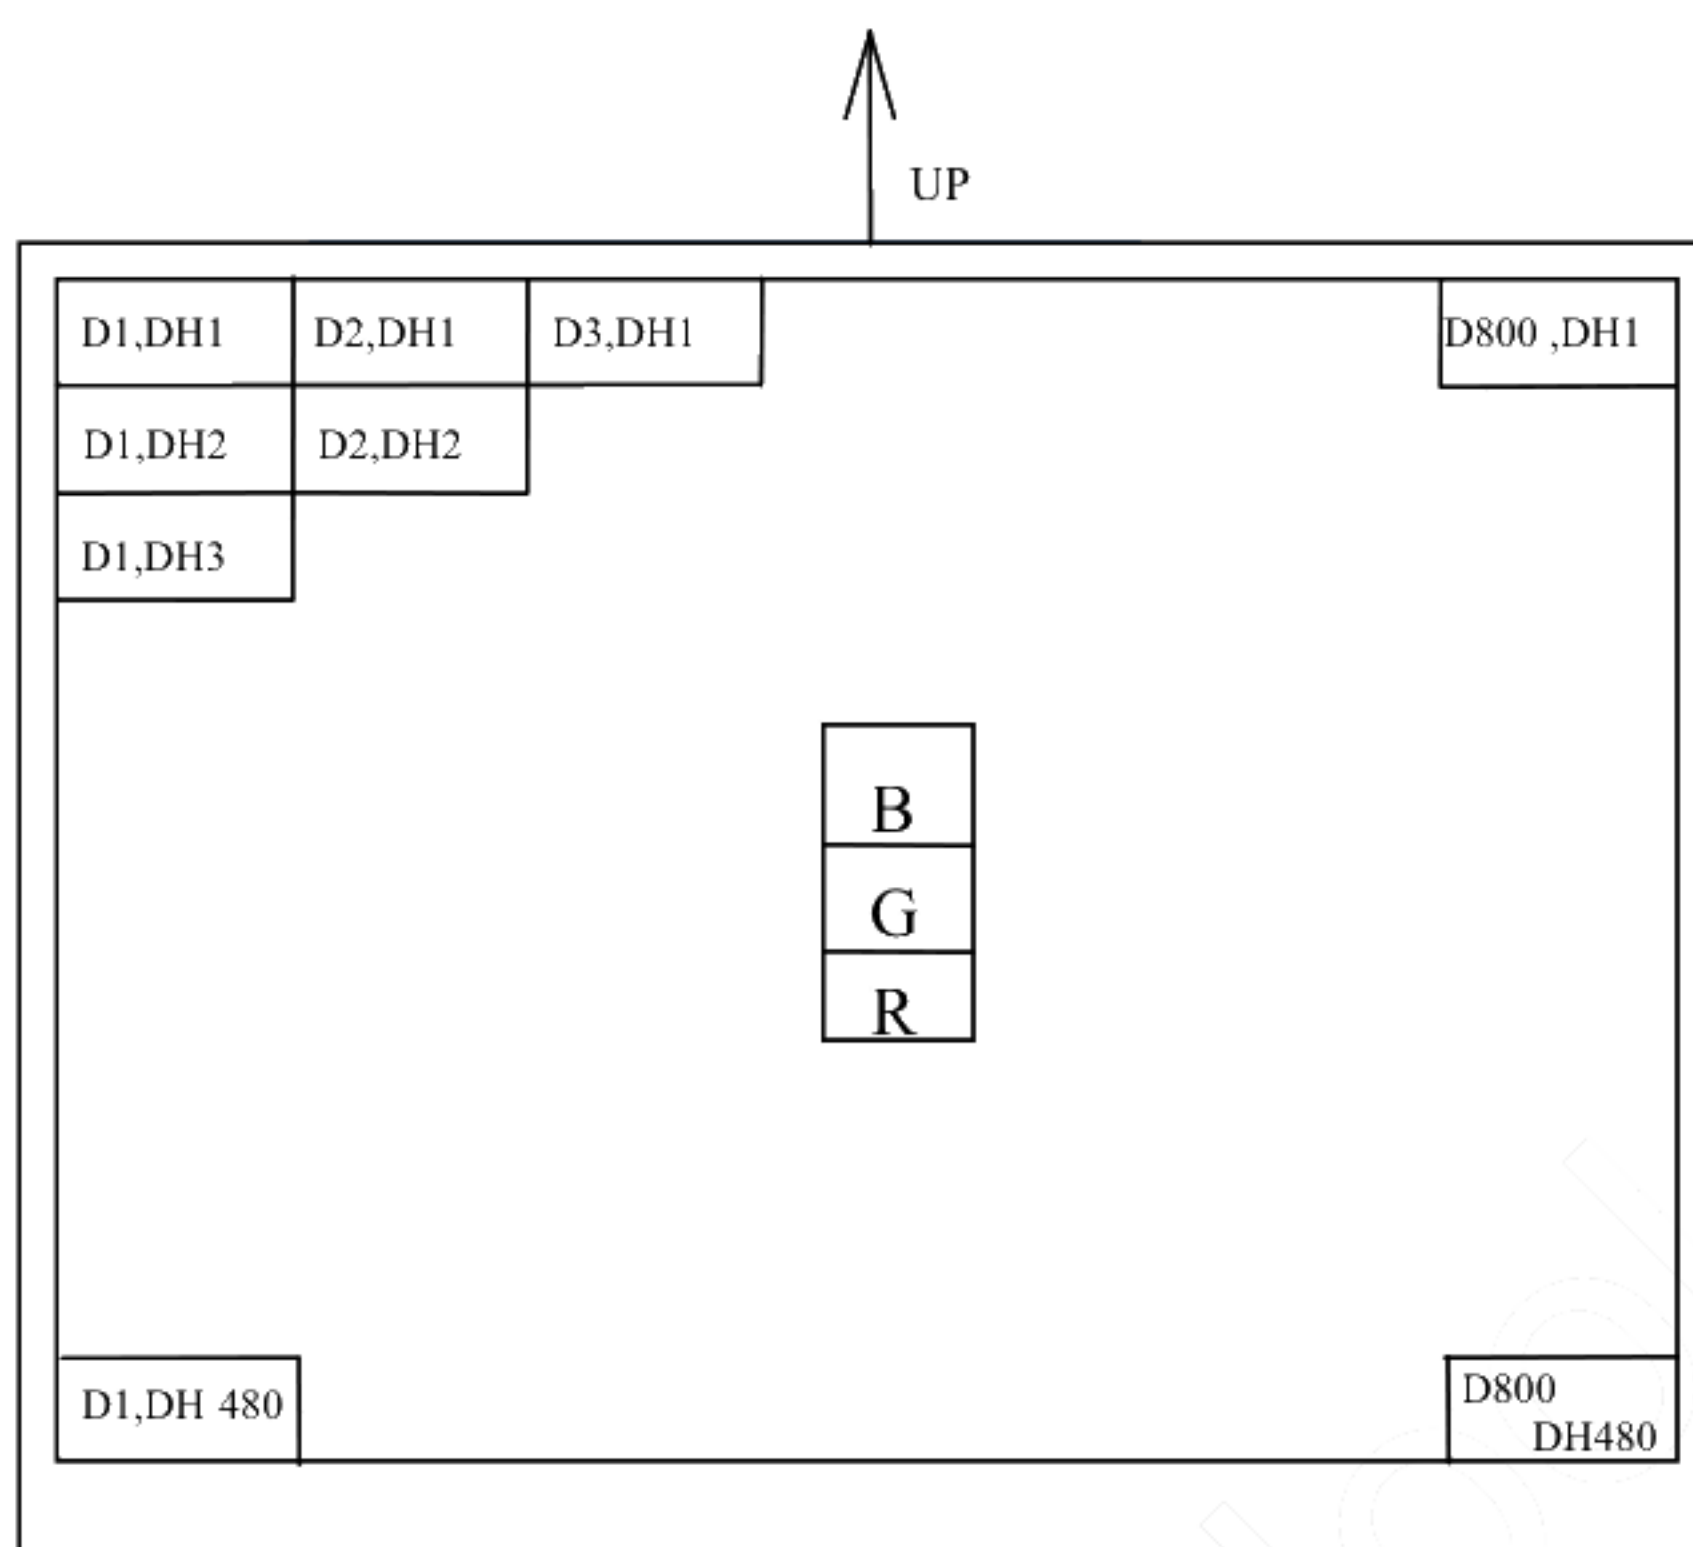 UP
D1,DH1
D2,DH1
D3,DH1
D800 ,DH1
D1,DH2
D2,DH2
D1,DH3
B
G
R
D1,DH 480
D800
DH480